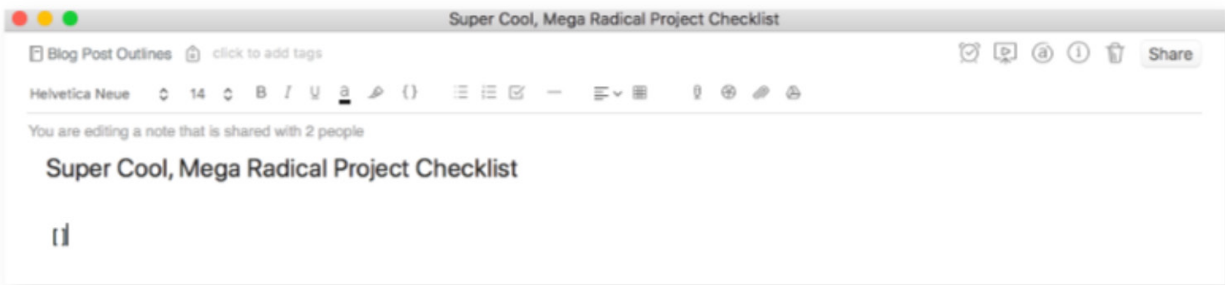 Super Cool, Mega Radical Project Checklist
Blog Post Outlines click to add tags Share
Helvetica Neue 14 B I U a {}
You are editing a note that is shared with 2 people
Super Cool, Mega Radical Project Checklist
[]